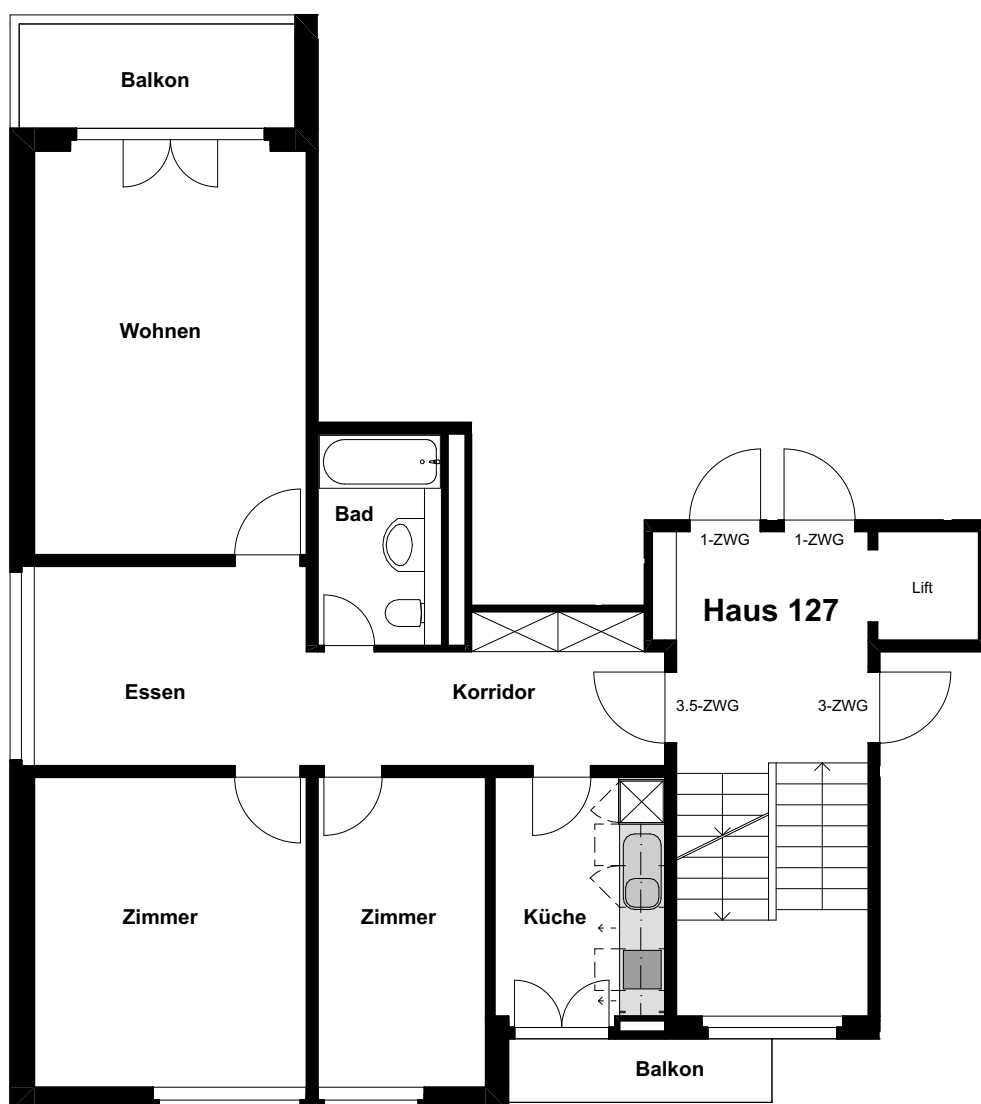 Balkon
Wohnen
Bad
1-ZWG
1-ZWG
Lift
Haus 127
Essen
Korridor
3.5-ZWG
3-ZWG
Zimmer
Zimmer
Küche
Balkon